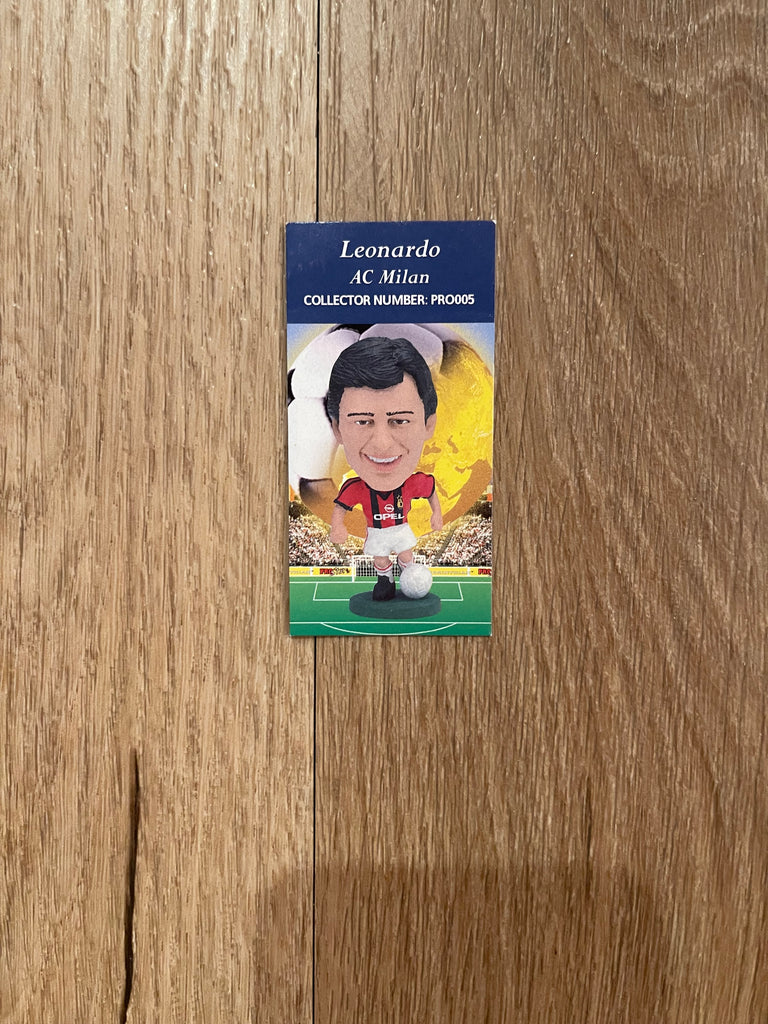 Leonardo
AC Milan
COLLECTOR NUMBER: PRO005
OPEL